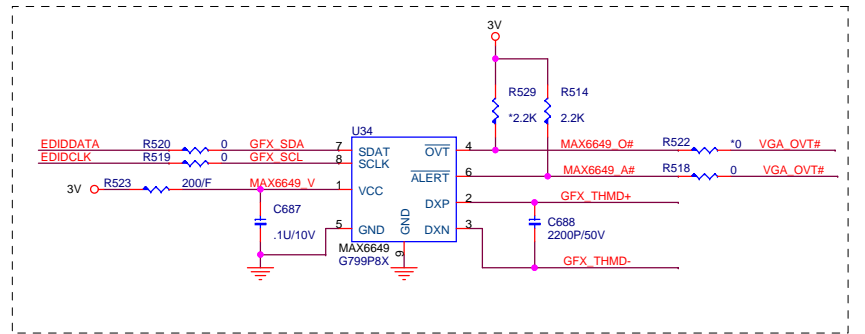 3V
R529
*2.2K
R514
2.2K
U34
EDIDDATA R520 0 GFX_SDA 7 SDAT OVT 4 MAX6649_O# R522 *0 VGA_OVT#
EDIDCLK R519 0 GFX_SCL 8 SCLK
ALERT 6 MAX6649_A# R518 0 VGA_OVT#
3V R523 200/F MAX6649_V 1 VCC
DXP 2 GFX_THMD+
C687
.1U/10V
5 GND GND DXN 3
C688
2200P/50V
MAX6649 9
G799P8X
GFX_THMD-